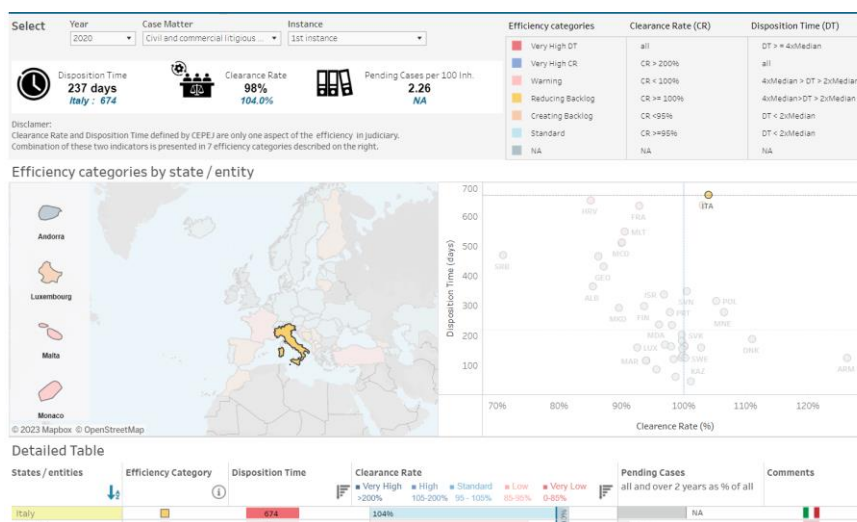 Select
Year
2020
Case Matter
Civil and commercial litigious ...
Instance
1st instance
Disposition Time
237 days
Italy : 674
Clearance Rate
98%
104.0%
Pending Cases per 100 Inh.
2.26
NA
Disclamer:
Clearance Rate and Disposition Time defined by CEPEJ are only one aspect of the efficiency in judiciary.
Combination of these two indicators is presented in 7 efficiency categories described on the right.
Efficiency categories Clearance Rate (CR) Disposition Time (DT)
Very High DT all DT > = 4xMedian
Very High CR CR > 200% all
Warning CR < 100% 4xMedian > DT > 2xMedian
Reducing Backlog CR >= 100% 4xMedian>DT > 2xMedian
Creating Backlog CR <95% DT < 2xMedian
Standard CR >=95% DT < 2xMedian
NA NA NA
Efficiency categories by state / entity
Andorra
Luxembourg
Malta
Monaco
© 2023 Mapbox © OpenStreetMap
Disposition Time (days)
700
600
500
400
300
200
100
ITA
HRV
FRA
MLT
MCO
SRB
GEO
ALB
ISR
SVN
POL
MKD
FIN
PRT
MNE
MDA
SVK
LUX
DNK
MAR
SWE
KAZ
ARM
70% 80% 90% 100% 110% 120%
Clearence Rate (%)
Detailed Table
States / entities Efficiency Category Disposition Time Clearance Rate Pending Cases Comments
Very High High Standard Low Very Low all and over 2 years as % of all
>200% 105-200% 95 - 105% 85-95% 0-85%
Italy 674 104% NA